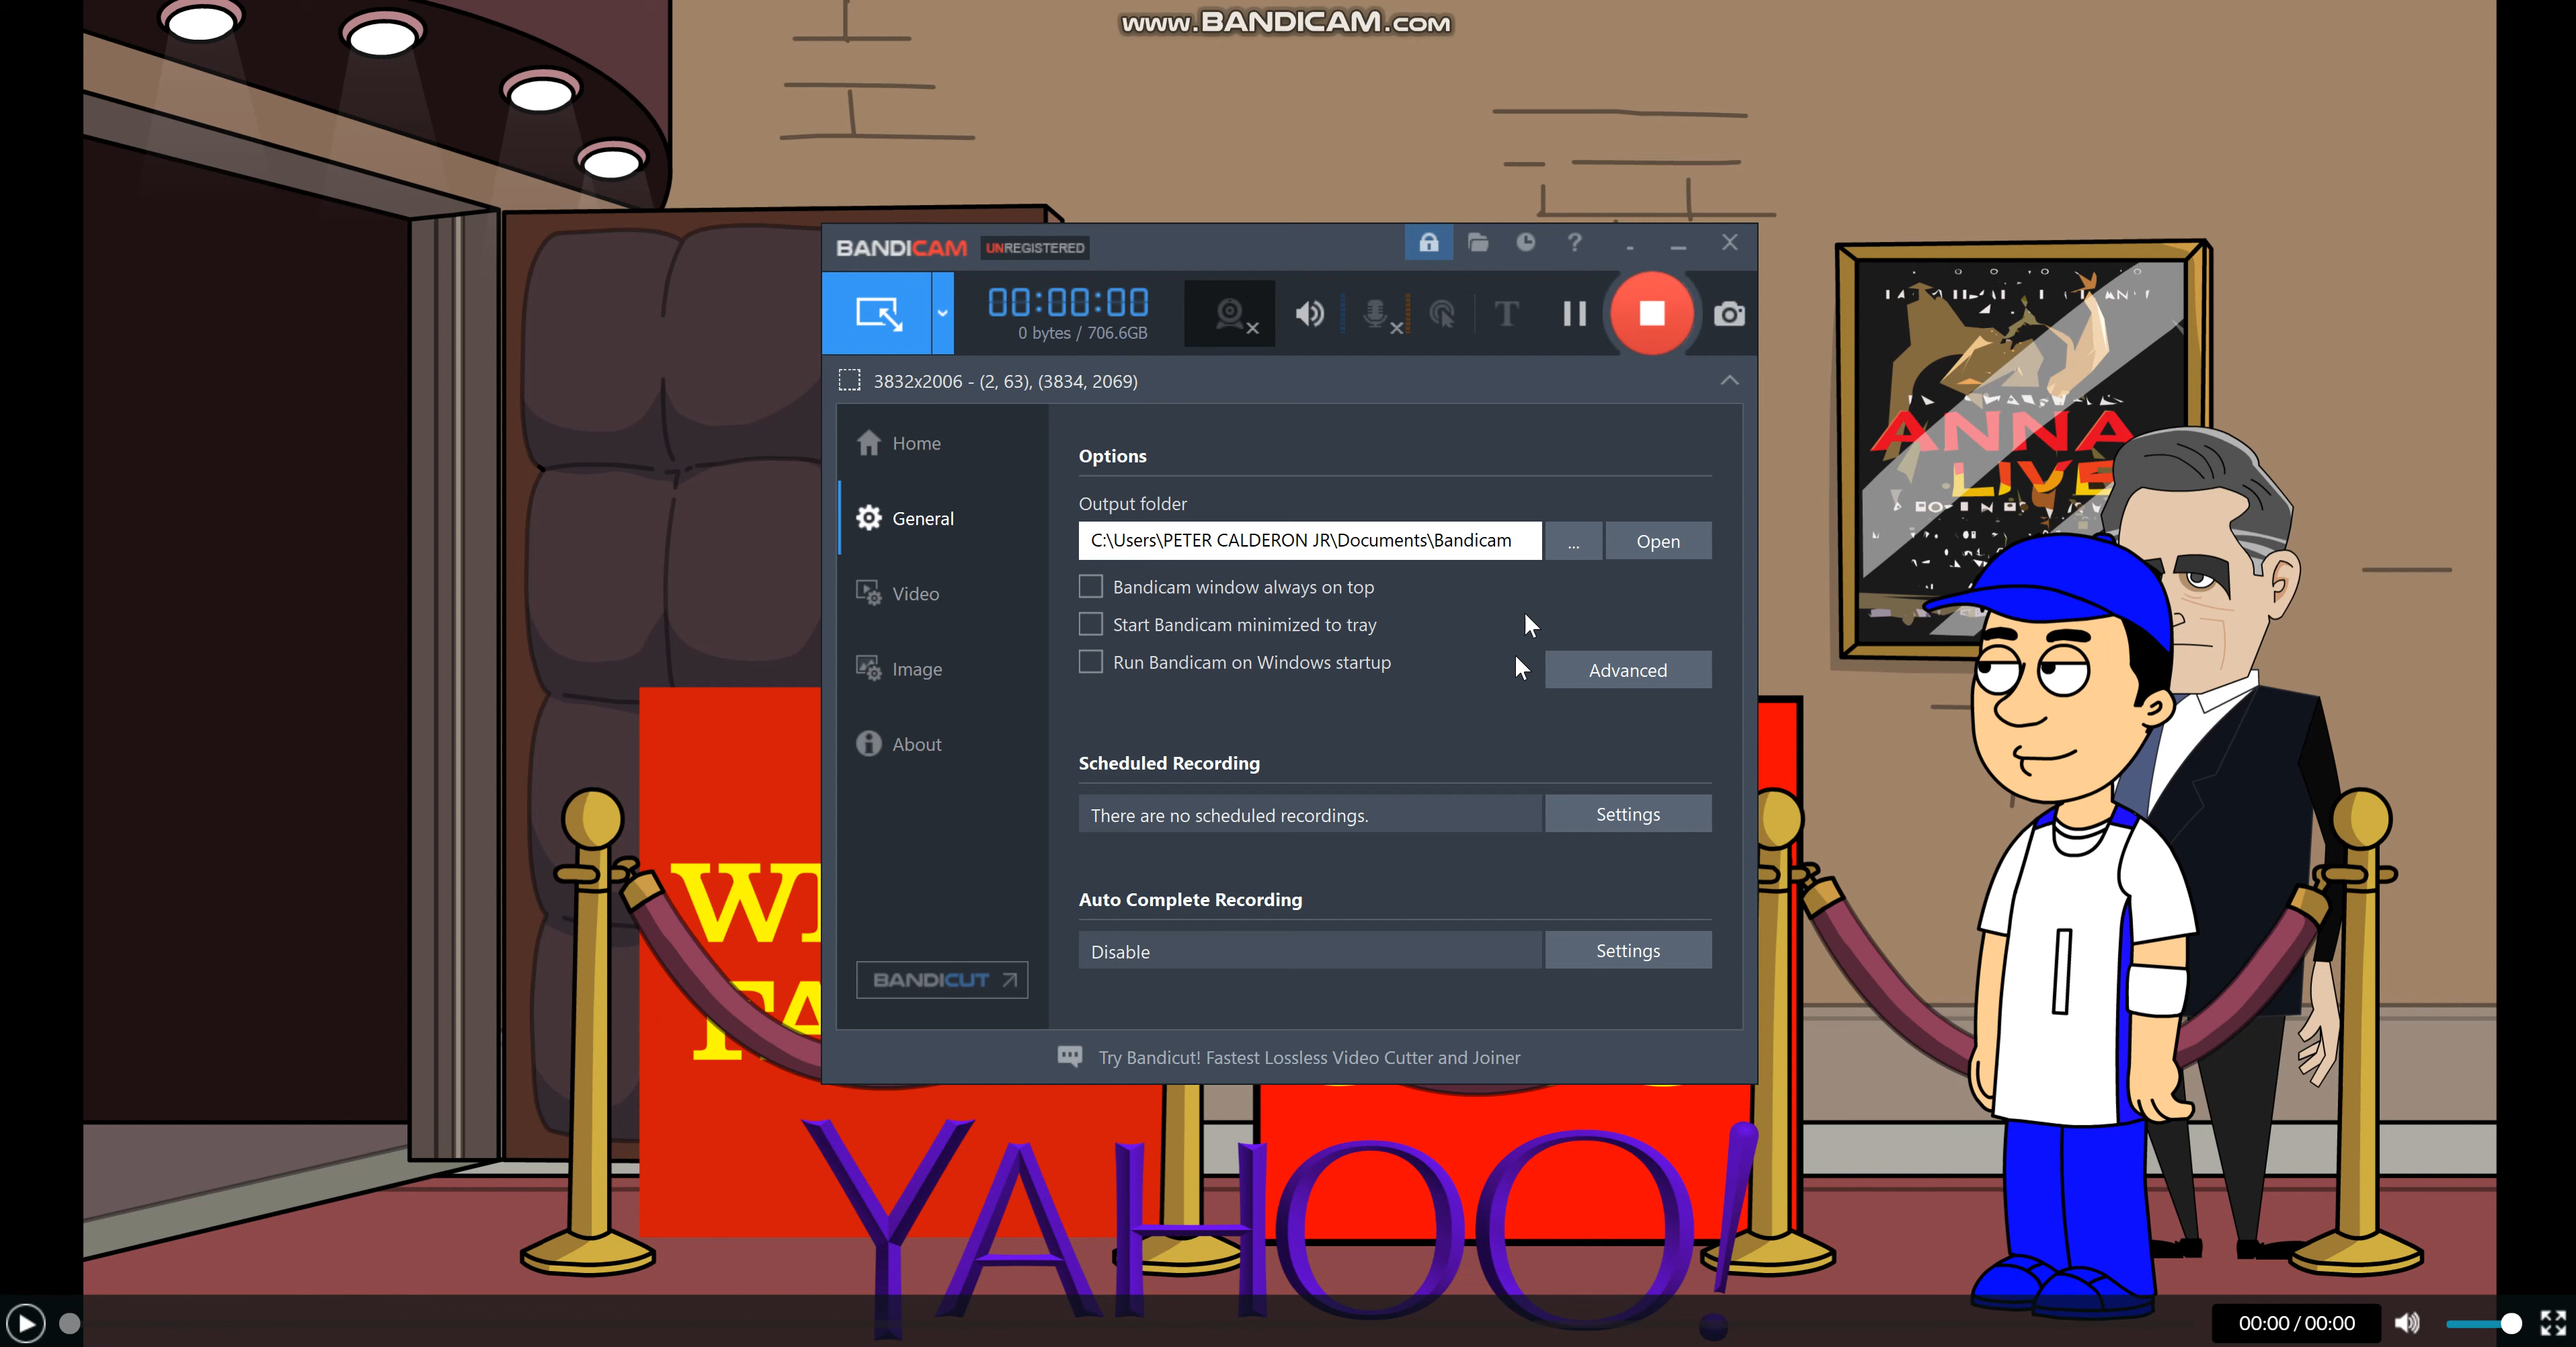 www.BANDICAM.com
BANDICAM UNREGISTERED
00:00:00
0 bytes / 706.6GB
T
3832x2006 - (2, 63), (3834, 2069)
Home
General
Video
Image
About
BANDICUT
Options
Output folder
C:\Users\PETER CALDERON JR\Documents\Bandicam
...
Open
Bandicam window always on top
Start Bandicam minimized to tray
Run Bandicam on Windows startup
Advanced
Scheduled Recording
There are no scheduled recordings.
Settings
Auto Complete Recording
Disable
Settings
Try Bandicut! Fastest Lossless Video Cutter and Joiner
ANNA
LIVE
YAHOO!
00:00 / 00:00